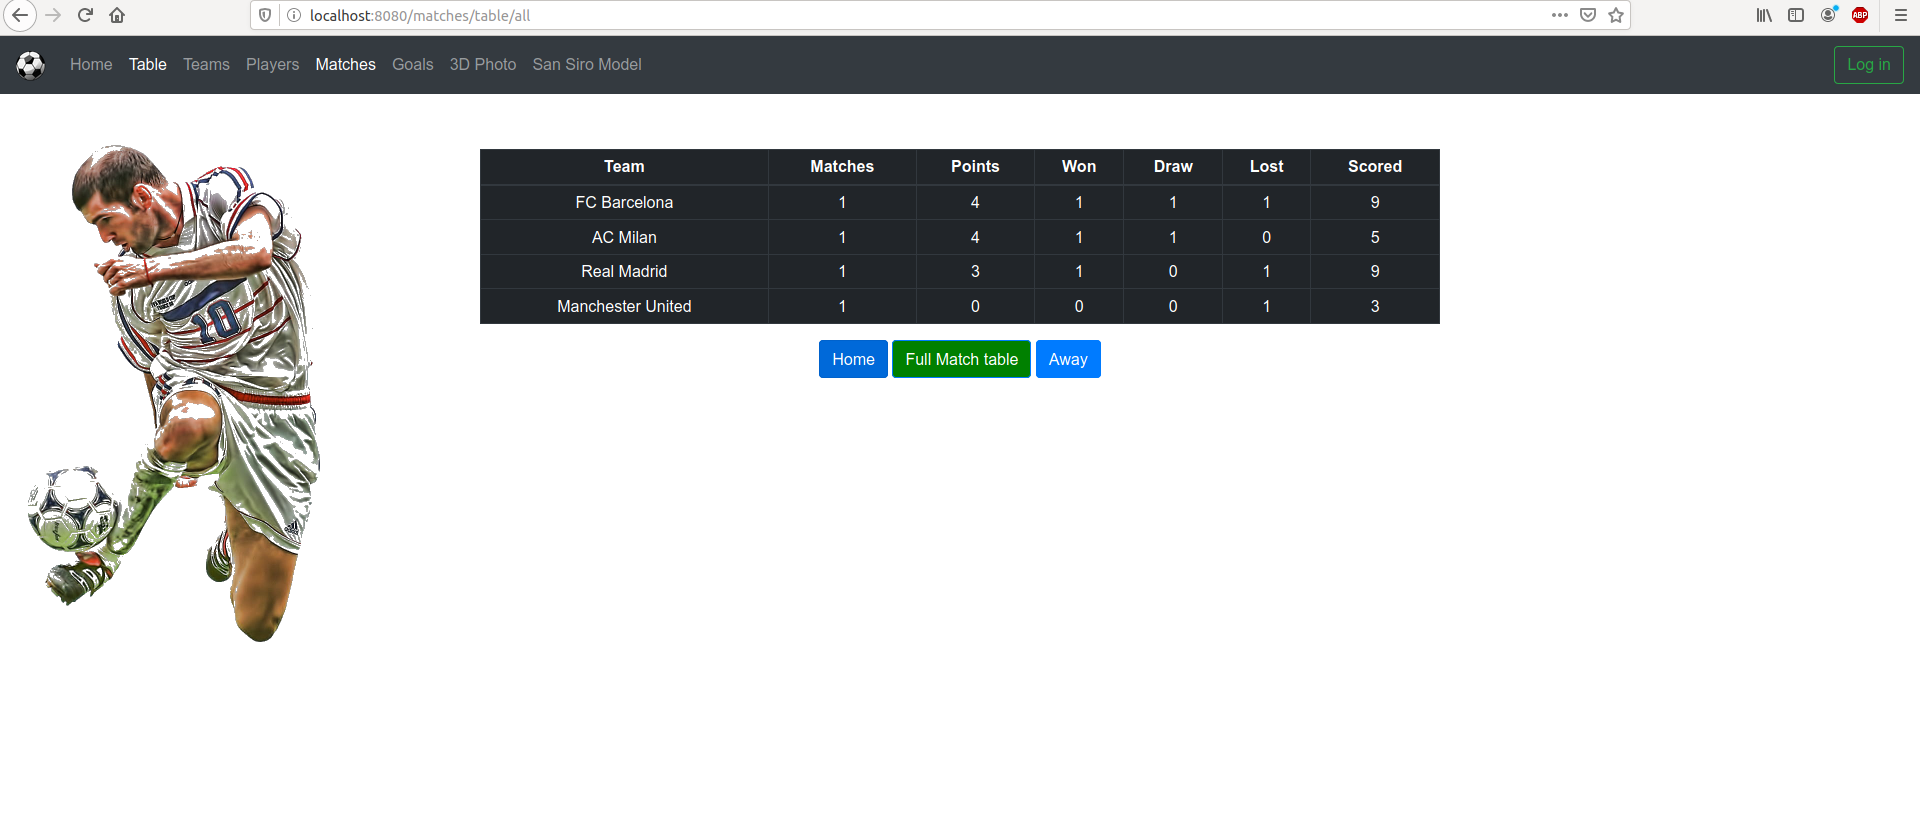 localhost:8080/matches/table/all
ABP
Home Table Teams Players Matches Goals 3D Photo San Siro Model Log in
Team Matches Points Won Draw Lost Scored
FC Barcelona 1 4 1 1 1 9
AC Milan 1 4 1 1 0 5
Real Madrid 1 3 1 0 1 9
Manchester United 1 0 0 0 1 3
Home Full Match table Away
10